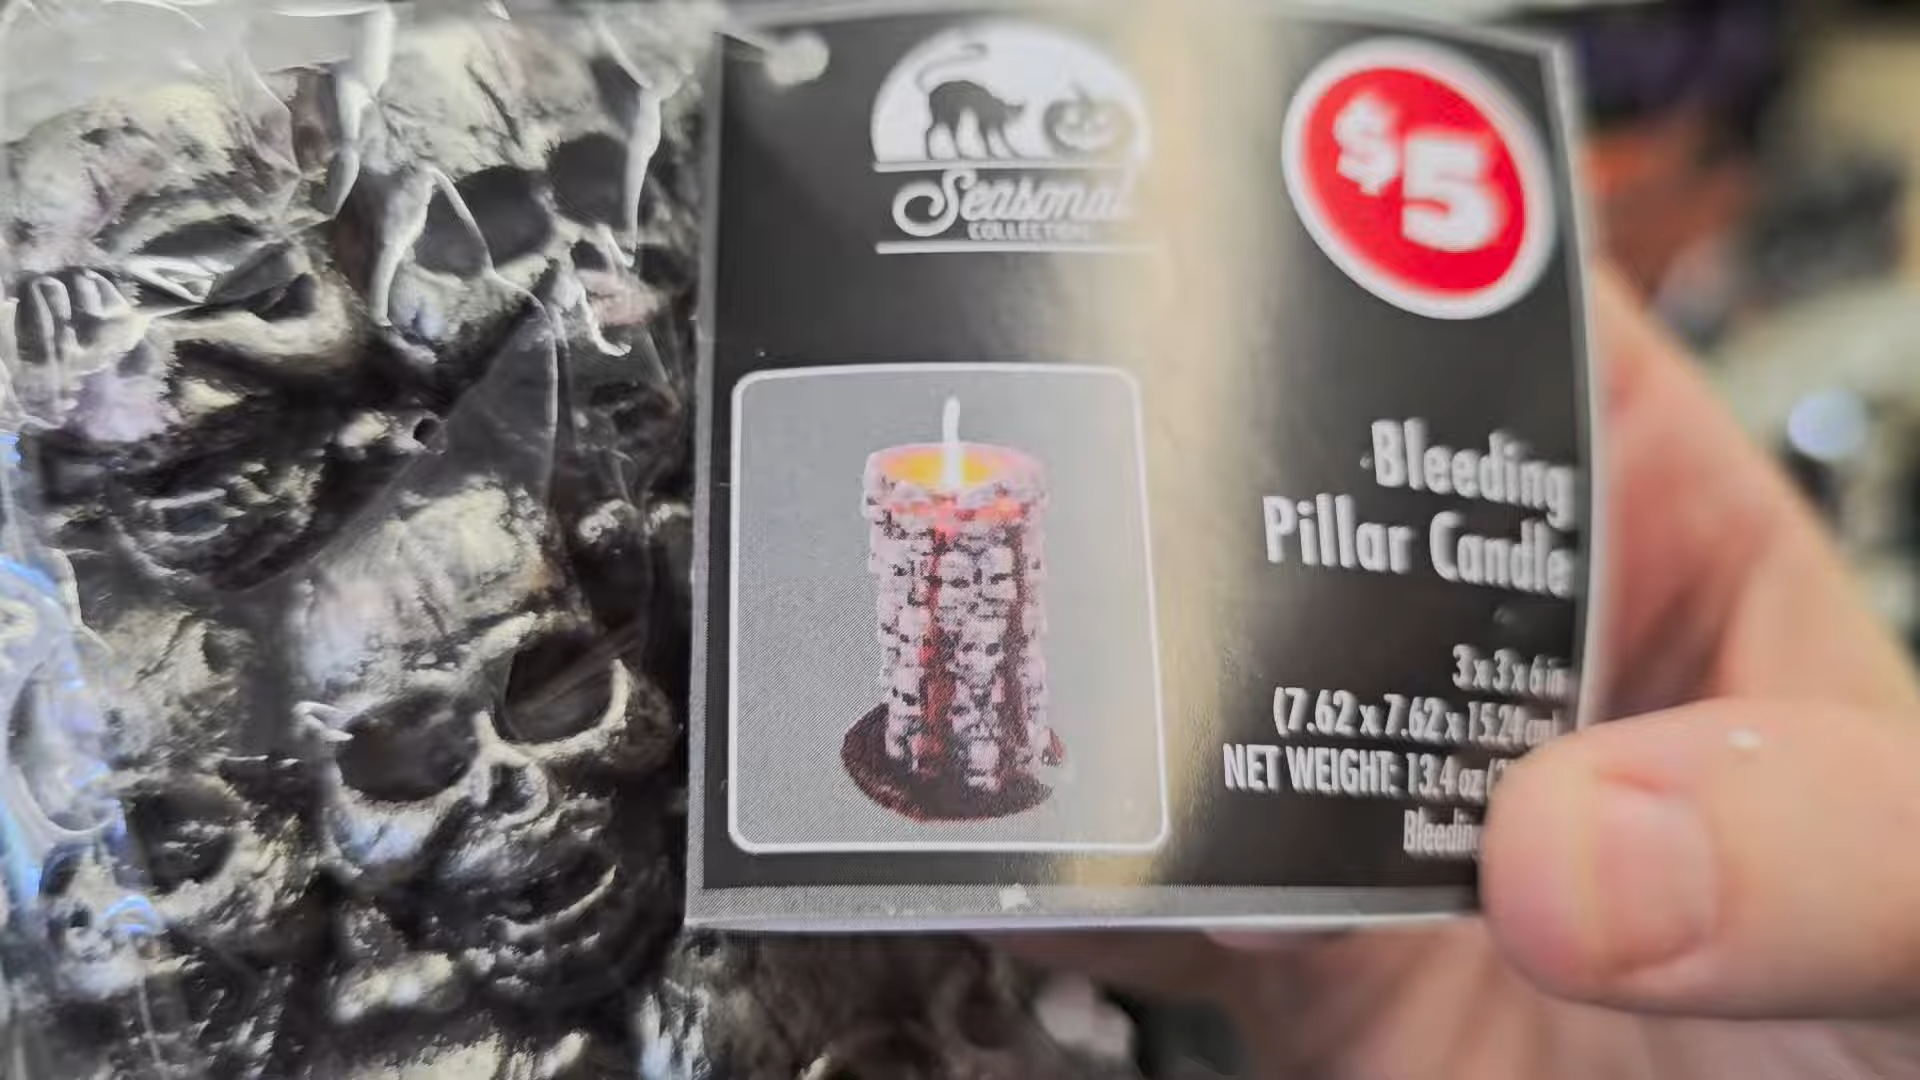 Seasonal
COLLECTION
$5
Bleeding
Pillar Candle
3 x 3 x 6 in
(7.62 x 7.62 x 15.24 cm)
NET WEIGHT: 13.4 oz
Bleeding